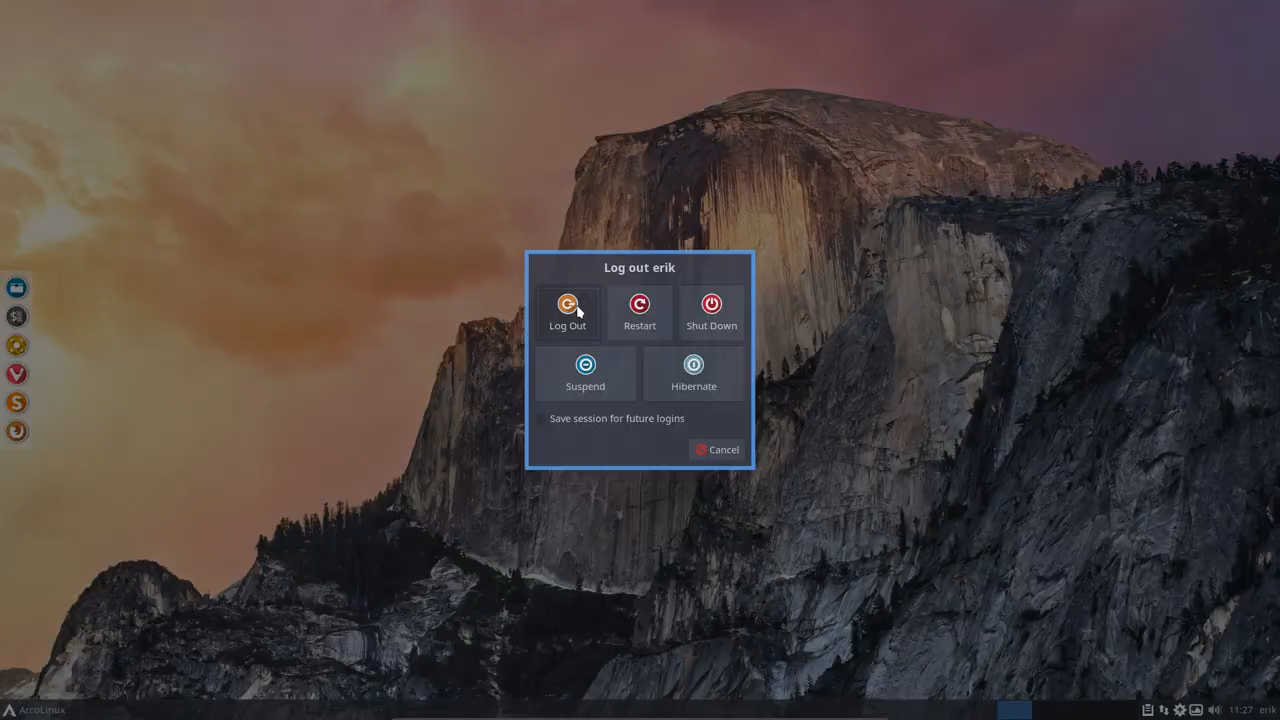 Log out erik
Log Out
Restart
Shut Down
Suspend
Hibernate
Save session for future logins
Cancel
ArcoLinux
11:27
erik